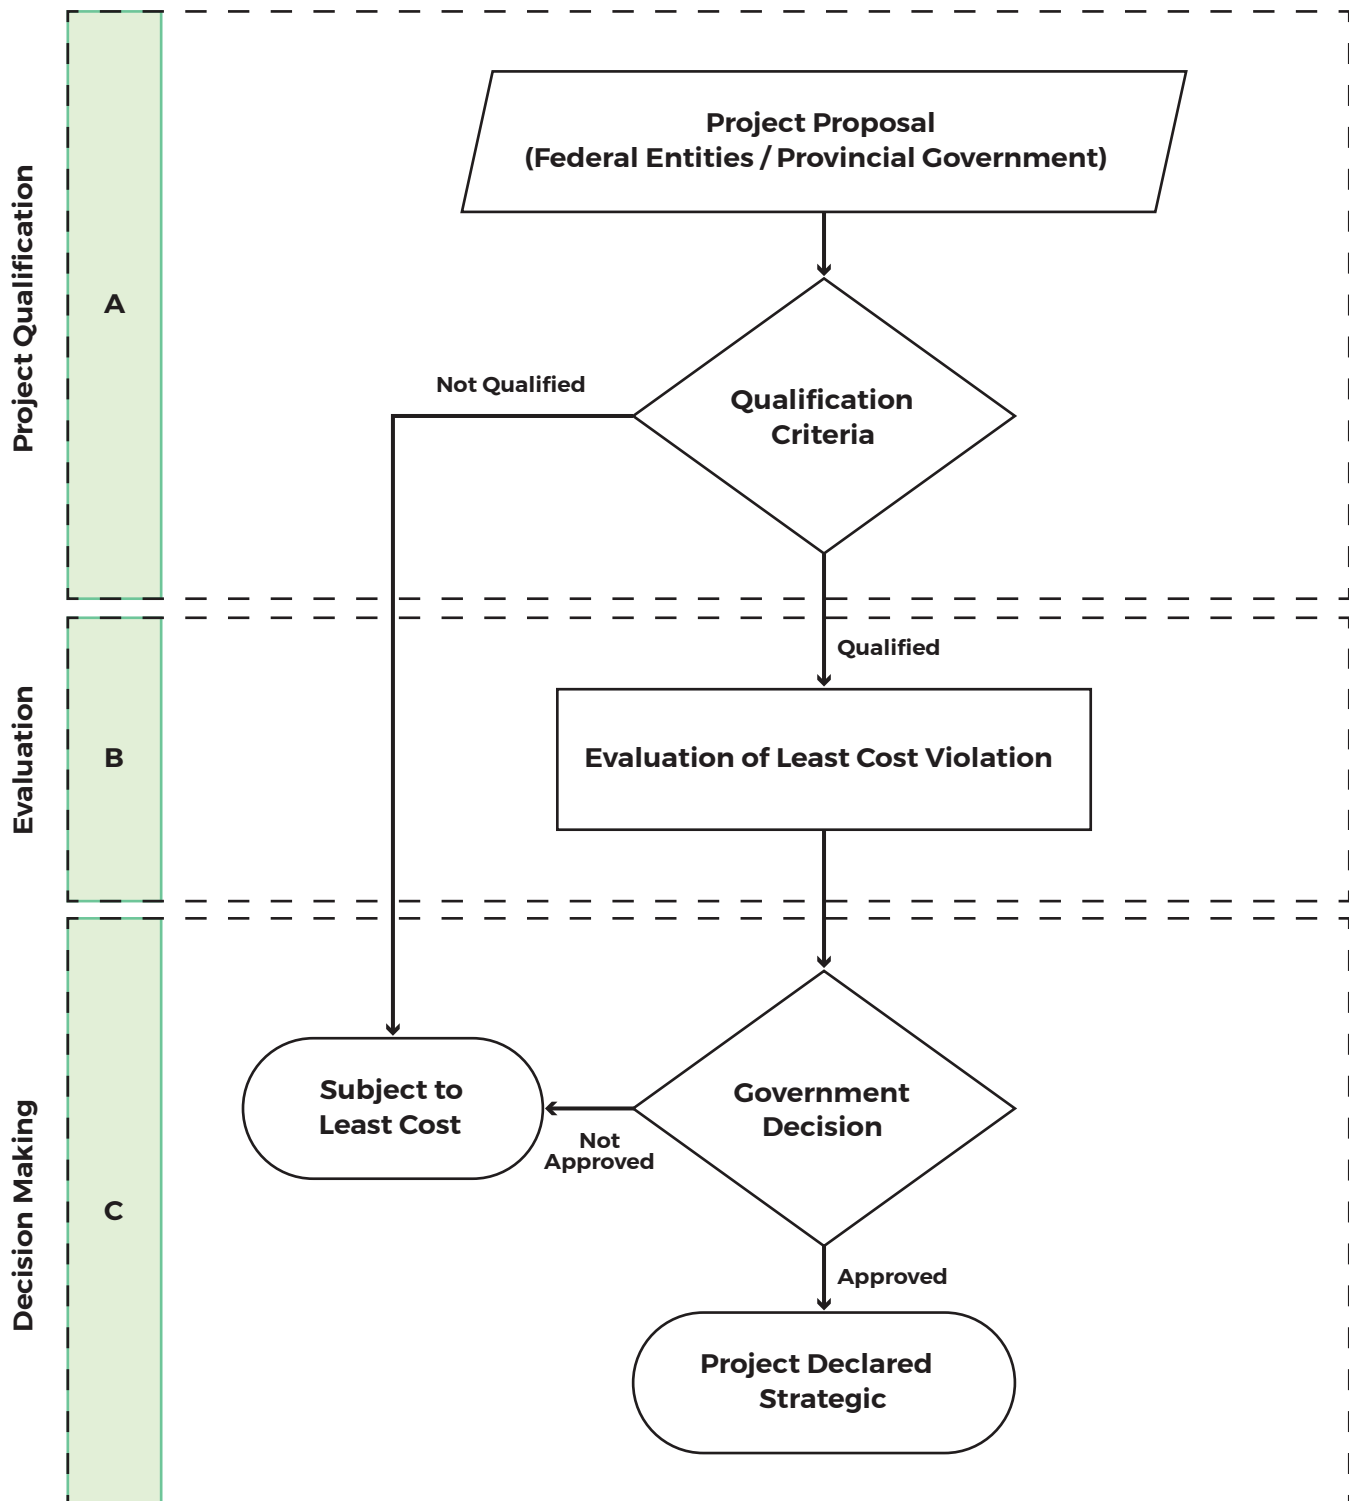 Project Qualification
A
Project Proposal
(Federal Entities / Provincial Government)
Not Qualified
Qualification
Criteria
Evaluation
B
Qualified
Evaluation of Least Cost Violation
Decision Making
C
Subject to
Least Cost
Not
Approved
Government
Decision
Approved
Project Declared
Strategic